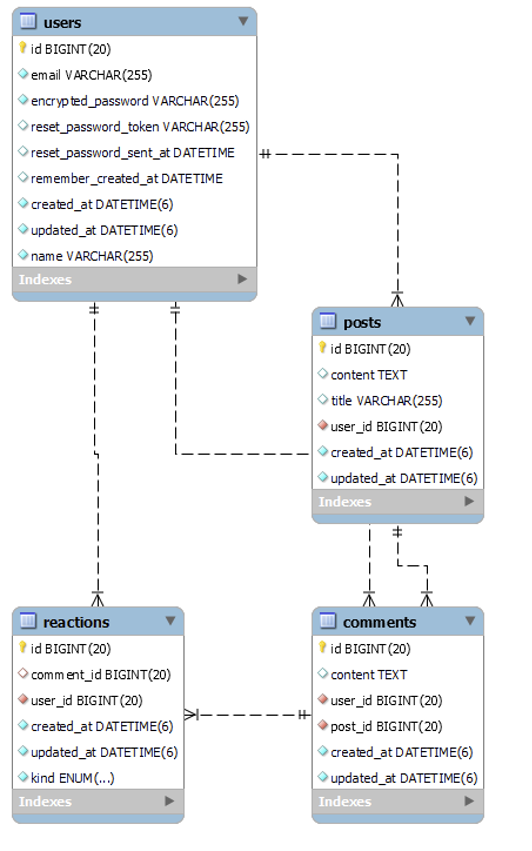 users
id BIGINT(20)
email VARCHAR(255)
encrypted_password VARCHAR(255)
reset_password_token VARCHAR(255)
reset_password_sent_at DATETIME
remember_created_at DATETIME
created_at DATETIME(6)
updated_at DATETIME(6)
name VARCHAR(255)
Indexes
posts
id BIGINT(20)
content TEXT
title VARCHAR(255)
user_id BIGINT(20)
created_at DATETIME(6)
updated_at DATETIME(6)
Indexes
reactions
id BIGINT(20)
comment_id BIGINT(20)
user_id BIGINT(20)
created_at DATETIME(6)
updated_at DATETIME(6)
kind ENUM(...)
Indexes
comments
id BIGINT(20)
content TEXT
user_id BIGINT(20)
post_id BIGINT(20)
created_at DATETIME(6)
updated_at DATETIME(6)
Indexes